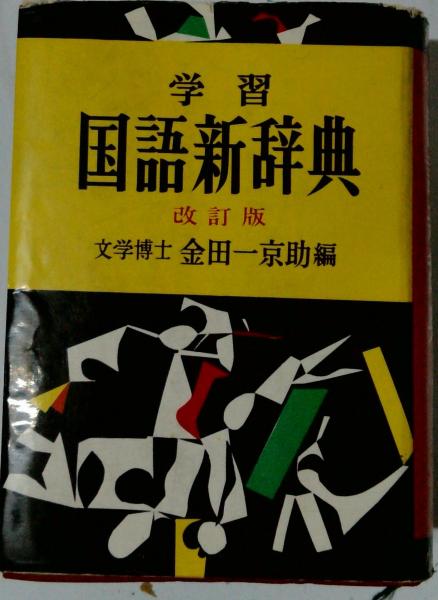 学習
国語新辞典
改訂版
文学博士 金田一京助編